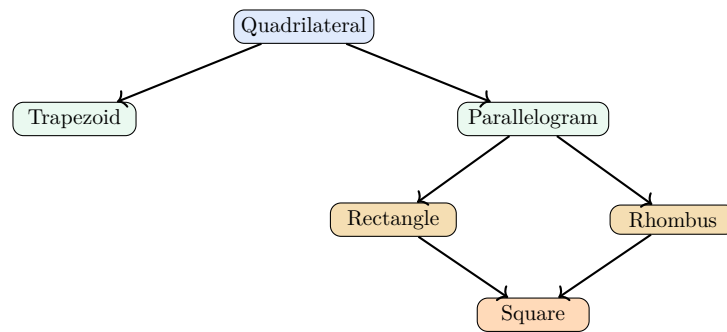 Quadrilateral
Trapezoid
Parallelogram
Rectangle
Rhombus
Square